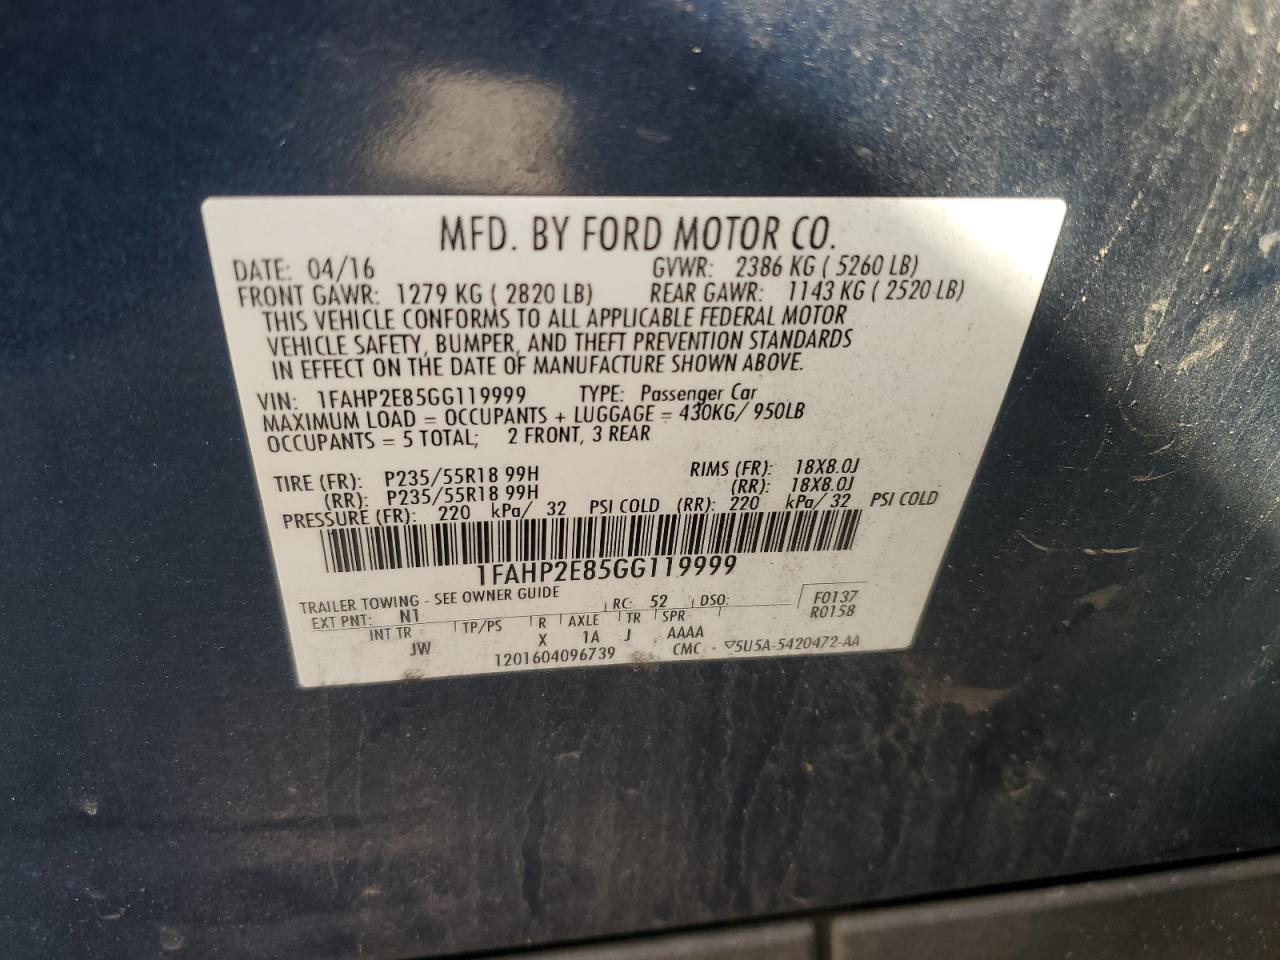 MFD. BY FORD MOTOR CO.
DATE: 04/16 GVWR: 2386 KG ( 5260 LB)
FRONT GAWR: 1279 KG ( 2820 LB) REAR GAWR: 1143 KG ( 2520 LB)
THIS VEHICLE CONFORMS TO ALL APPLICABLE FEDERAL MOTOR
VEHICLE SAFETY, BUMPER, AND THEFT PREVENTION STANDARDS
IN EFFECT ON THE DATE OF MANUFACTURE SHOWN ABOVE.
VIN: 1FAHP2E85GG119999 TYPE: Passenger Car
MAXIMUM LOAD = OCCUPANTS + LUGGAGE = 430KG/ 950LB
OCCUPANTS = 5 TOTAL; 2 FRONT, 3 REAR
TIRE (FR): P235/55R18 99H RIMS (FR): 18X8.0J
(RR): P235/55R18 99H (RR): 18X8.0J
PRESSURE (FR): 220 kPa/ 32 PSI COLD (RR): 220 kPa/ 32 PSI COLD
1FAHP2E85GG119999
TRAILER TOWING - SEE OWNER GUIDE
EXT PNT: N1 RC: 52 DSO: F0137
R0158
INT TR TP/PS R AXLE TR SPR
JW X 1A J AAAA
1201604096739 CMC - ▽5U5A-5420472-AA